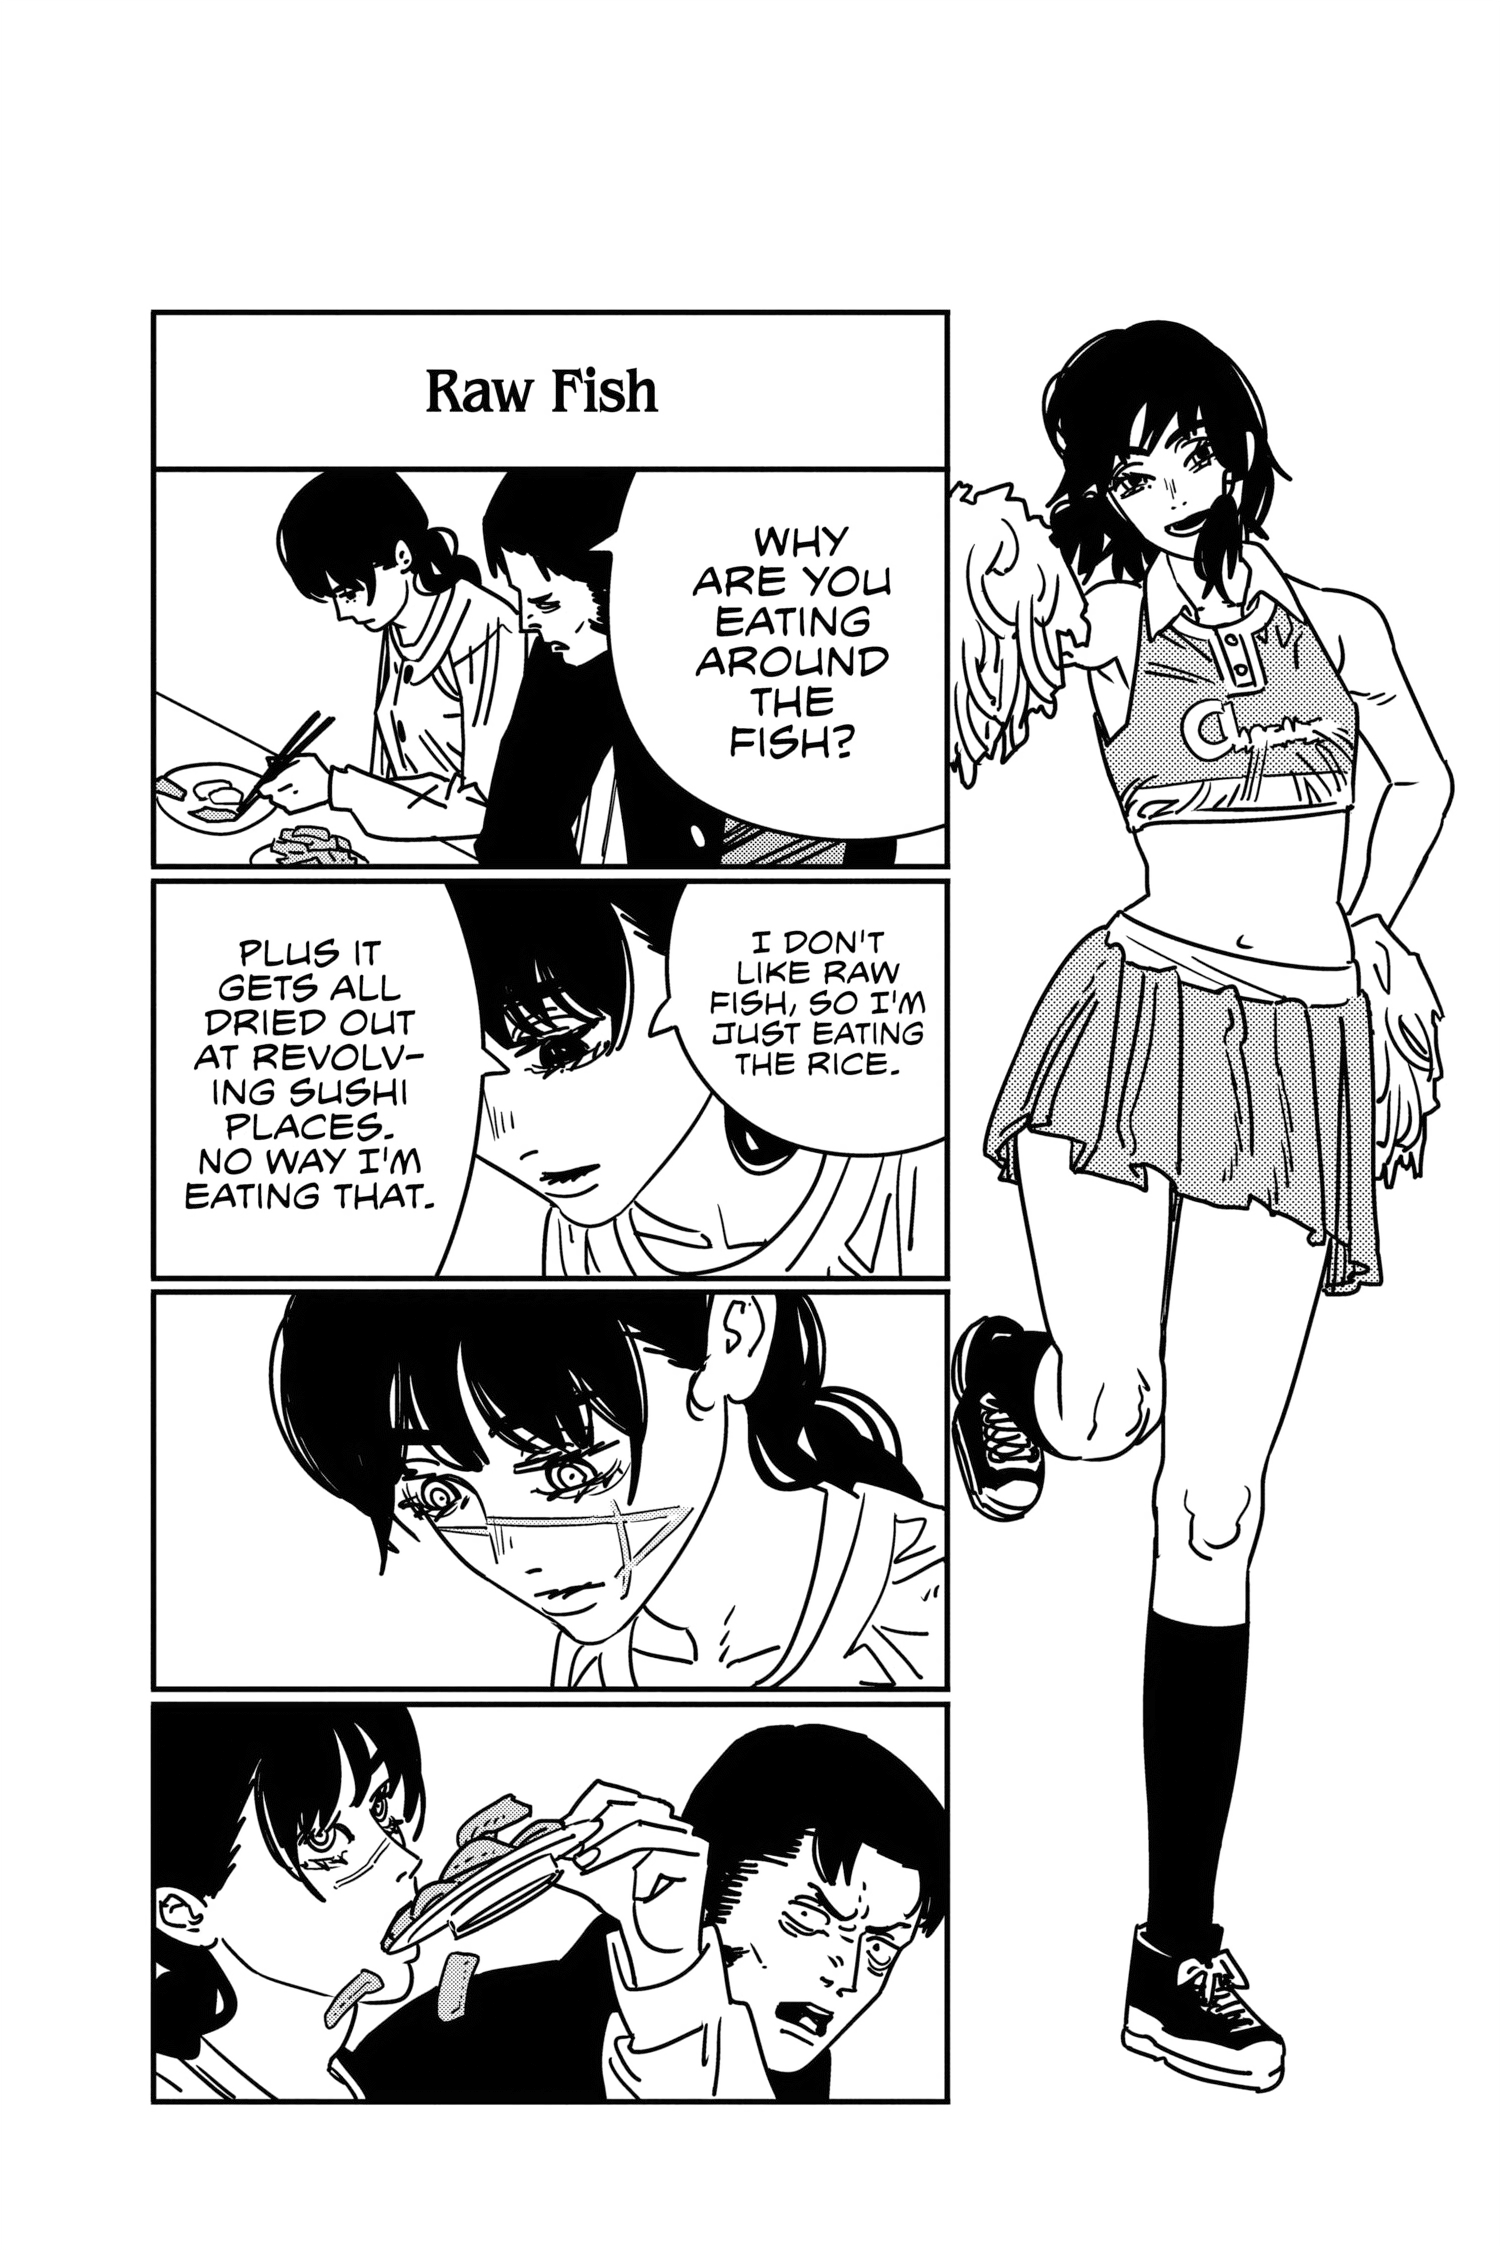 Raw Fish
WHY
ARE YOU
EATING
AROUND
THE
FISH?
I DON'T
LIKE RAW
FISH, SO I'M
JUST EATING
THE RICE.
PLUS IT
GETS ALL
DRIED OUT
AT REVOLV-
ING SUSHI
PLACES.
NO WAY I'M
EATING THAT.